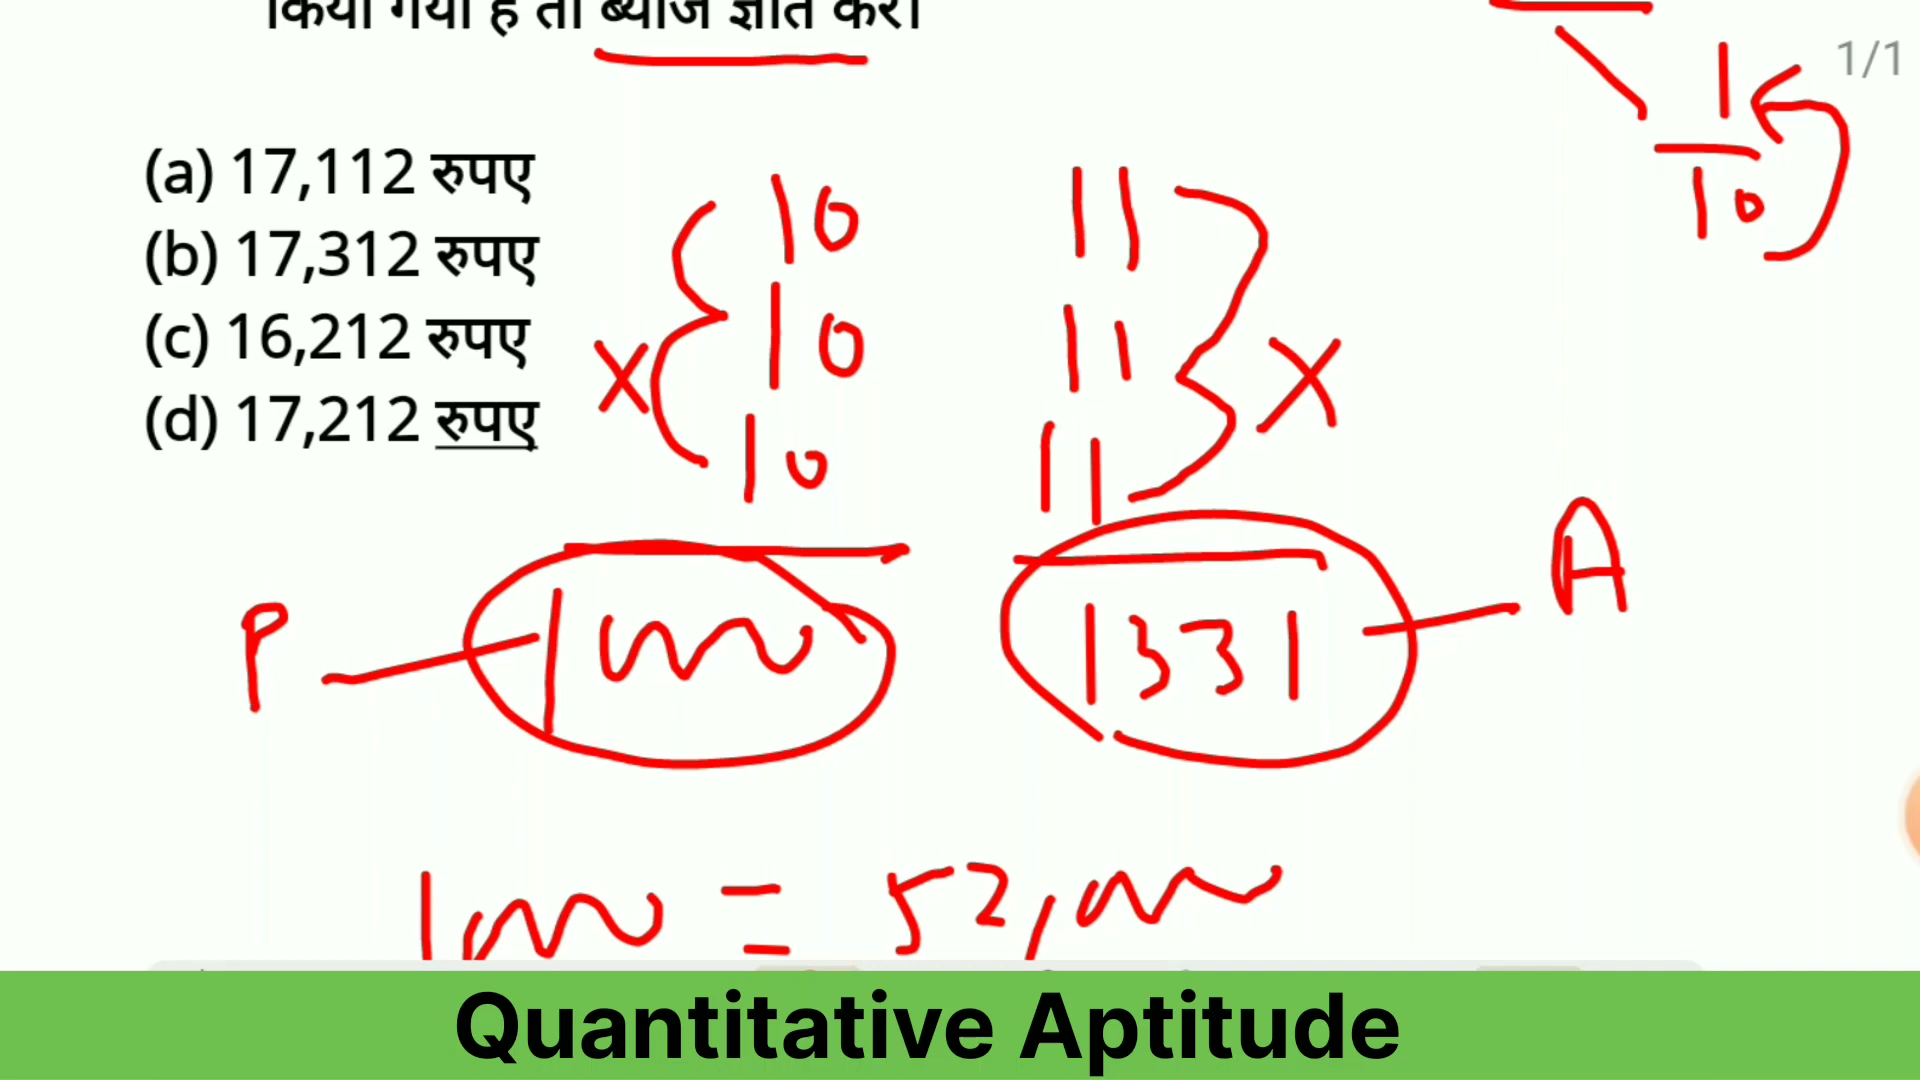 किया गया है तो ब्याज ज्ञात करें।
1/1
1
10
(a) 17,112 रुपए
(b) 17,312 रुपए
(c) 16,212 रुपए
(d) 17,212 रुपए
10 11
10 11
X X
10 11
P 1000 1331 A
1000 = 52,000
Quantitative Aptitude